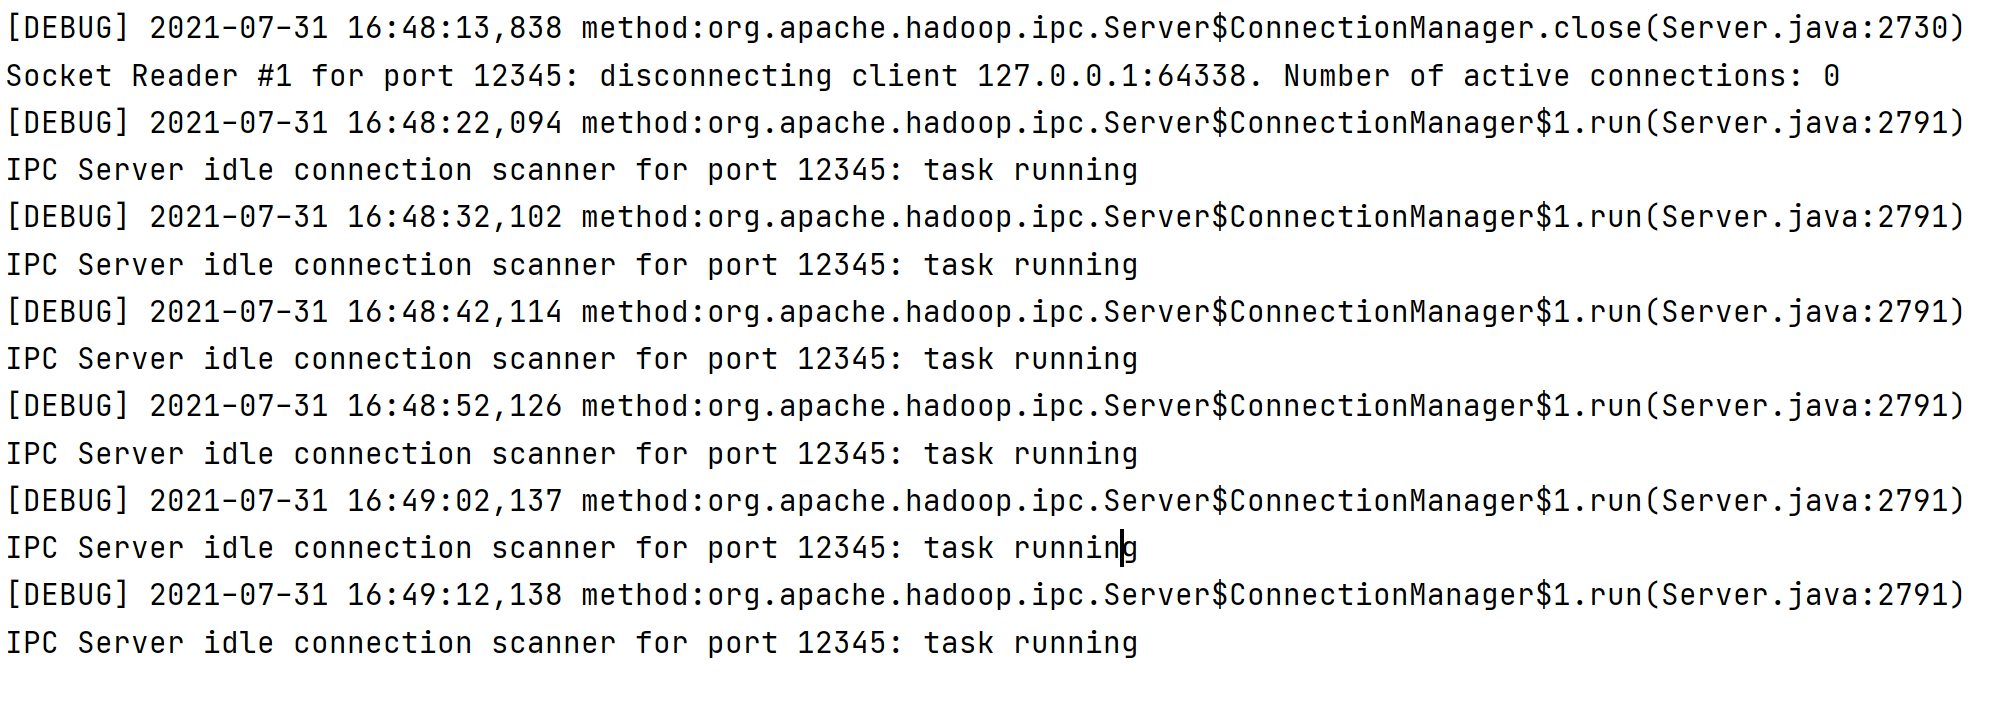 [DEBUG] 2021-07-31 16:48:13,838 method:org.apache.hadoop.ipc.Server$ConnectionManager.close(Server.java:2730)
Socket Reader #1 for port 12345: disconnecting client 127.0.0.1:64338. Number of active connections: 0
[DEBUG] 2021-07-31 16:48:22,094 method:org.apache.hadoop.ipc.Server$ConnectionManager$1.run(Server.java:2791)
IPC Server idle connection scanner for port 12345: task running
[DEBUG] 2021-07-31 16:48:32,102 method:org.apache.hadoop.ipc.Server$ConnectionManager$1.run(Server.java:2791)
IPC Server idle connection scanner for port 12345: task running
[DEBUG] 2021-07-31 16:48:42,114 method:org.apache.hadoop.ipc.Server$ConnectionManager$1.run(Server.java:2791)
IPC Server idle connection scanner for port 12345: task running
[DEBUG] 2021-07-31 16:48:52,126 method:org.apache.hadoop.ipc.Server$ConnectionManager$1.run(Server.java:2791)
IPC Server idle connection scanner for port 12345: task running
[DEBUG] 2021-07-31 16:49:02,137 method:org.apache.hadoop.ipc.Server$ConnectionManager$1.run(Server.java:2791)
IPC Server idle connection scanner for port 12345: task running
[DEBUG] 2021-07-31 16:49:12,138 method:org.apache.hadoop.ipc.Server$ConnectionManager$1.run(Server.java:2791)
IPC Server idle connection scanner for port 12345: task running